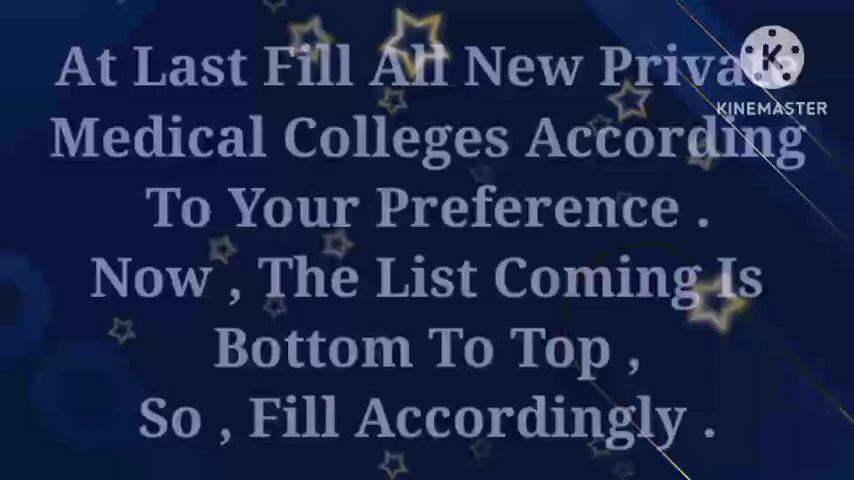 At Last Fill All New Private
KINEMASTER
Medical Colleges According
To Your Preference .
Now , The List Coming Is
Bottom To Top ,
So , Fill Accordingly .